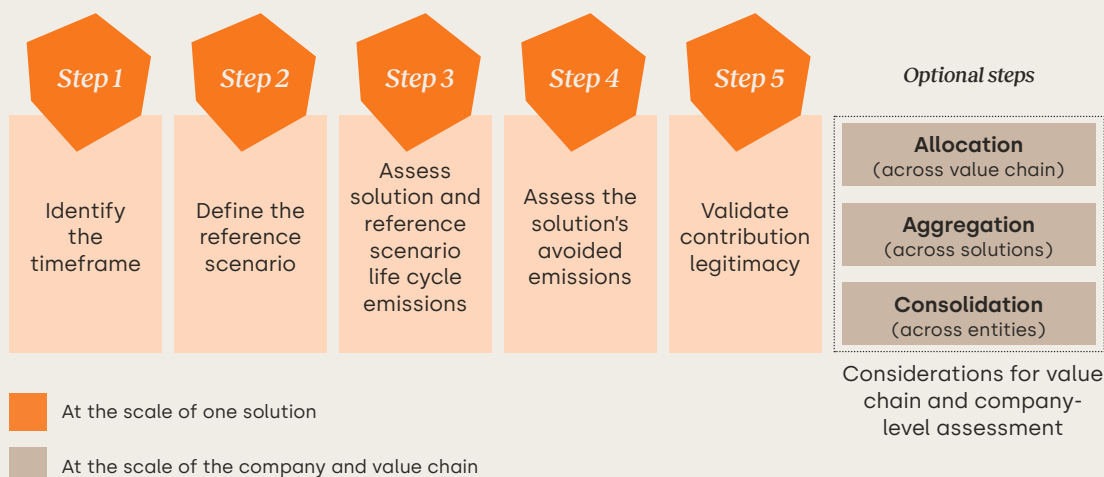 Step 1
Identify
the
timeframe
Step 2
Define the
reference
scenario
Step 3
Assess
solution and
reference
scenario
life cycle
emissions
Step 4
Assess the
solution’s
avoided
emissions
Step 5
Validate
contribution
legitimacy
Optional steps
Allocation
(across value chain)
Aggregation
(across solutions)
Consolidation
(across entities)
Considerations for value
chain and company-
level assessment
At the scale of one solution
At the scale of the company and value chain